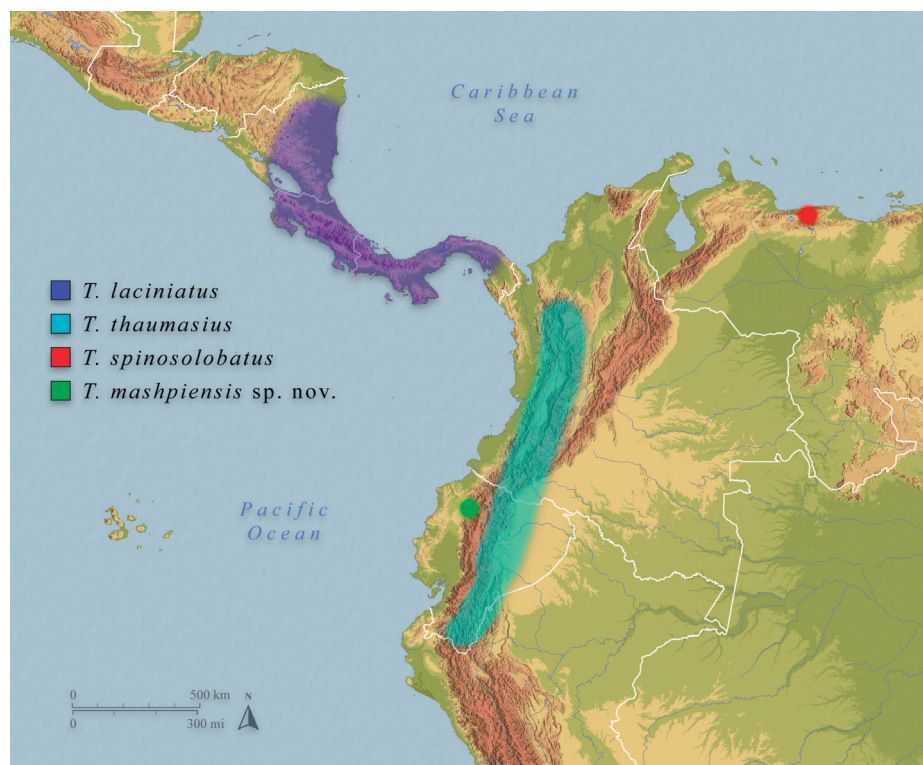 Caribbean
Sea
T. laciniatus
T. thaumasius
T. spinosolobatus
T. mashpiensis sp. nov.
Pacific
Ocean
0 500 km
0 300 mi
N